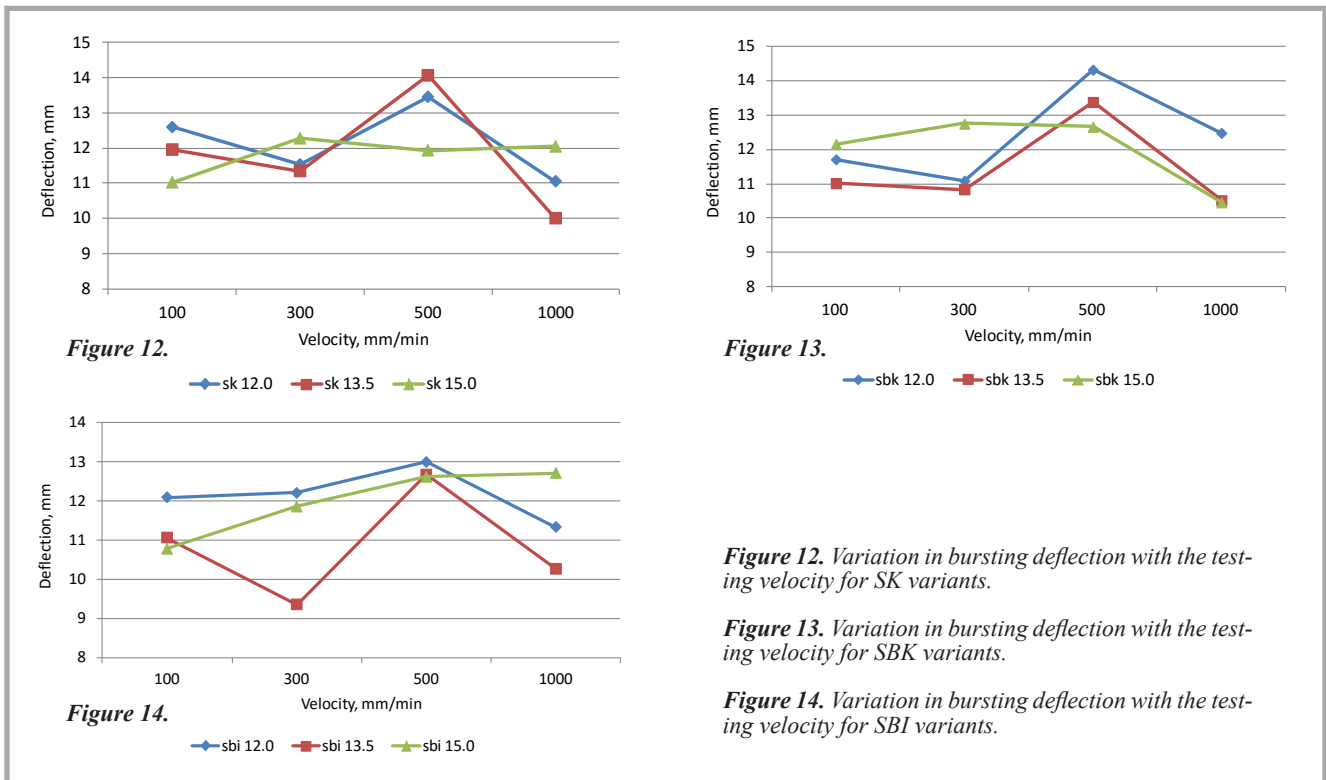 15
14
13
12
11
10
9
8
Deflection, mm
100 300 500 1000
Velocity, mm/min
Figure 12.
sk 12.0 sk 13.5 sk 15.0
15
14
13
12
11
10
9
8
Deflection, mm
100 300 500 1000
Velocity, mm/min
Figure 13.
sbk 12.0 sbk 13.5 sbk 15.0
14
13
12
11
10
9
8
Deflection, mm
100 300 500 1000
Velocity, mm/min
Figure 14.
sbi 12.0 sbi 13.5 sbi 15.0
Figure 12. Variation in bursting deflection with the test-
ing velocity for SK variants.
Figure 13. Variation in bursting deflection with the test-
ing velocity for SBK variants.
Figure 14. Variation in bursting deflection with the test-
ing velocity for SBI variants.